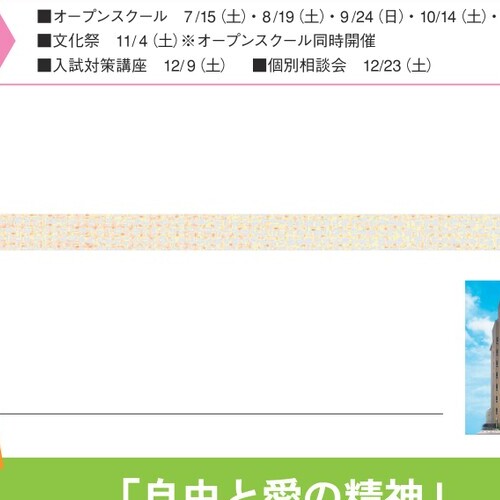 ■オープンスクール 7/15(土)・8/19(土)・9/24(日)・10/14(土)・
■文化祭 11/4(土)※オープンスクール同時開催
■入試対策講座 12/9(土) ■個別相談会 12/23(土)
「自由と愛の精神」